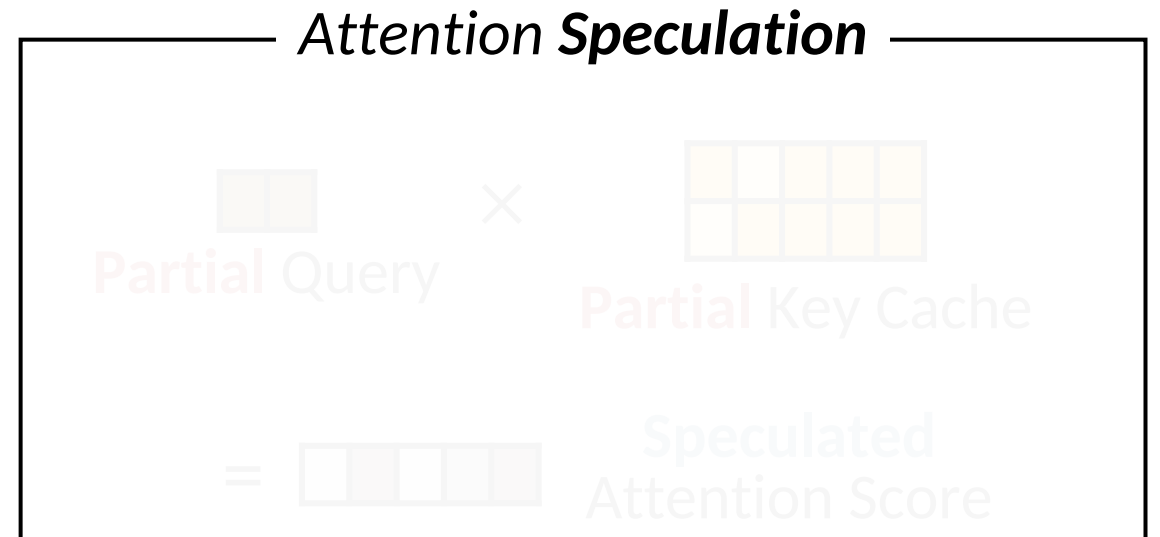 Attention Speculation
×
Partial Query
Partial Key Cache
Speculated
= Attention Score